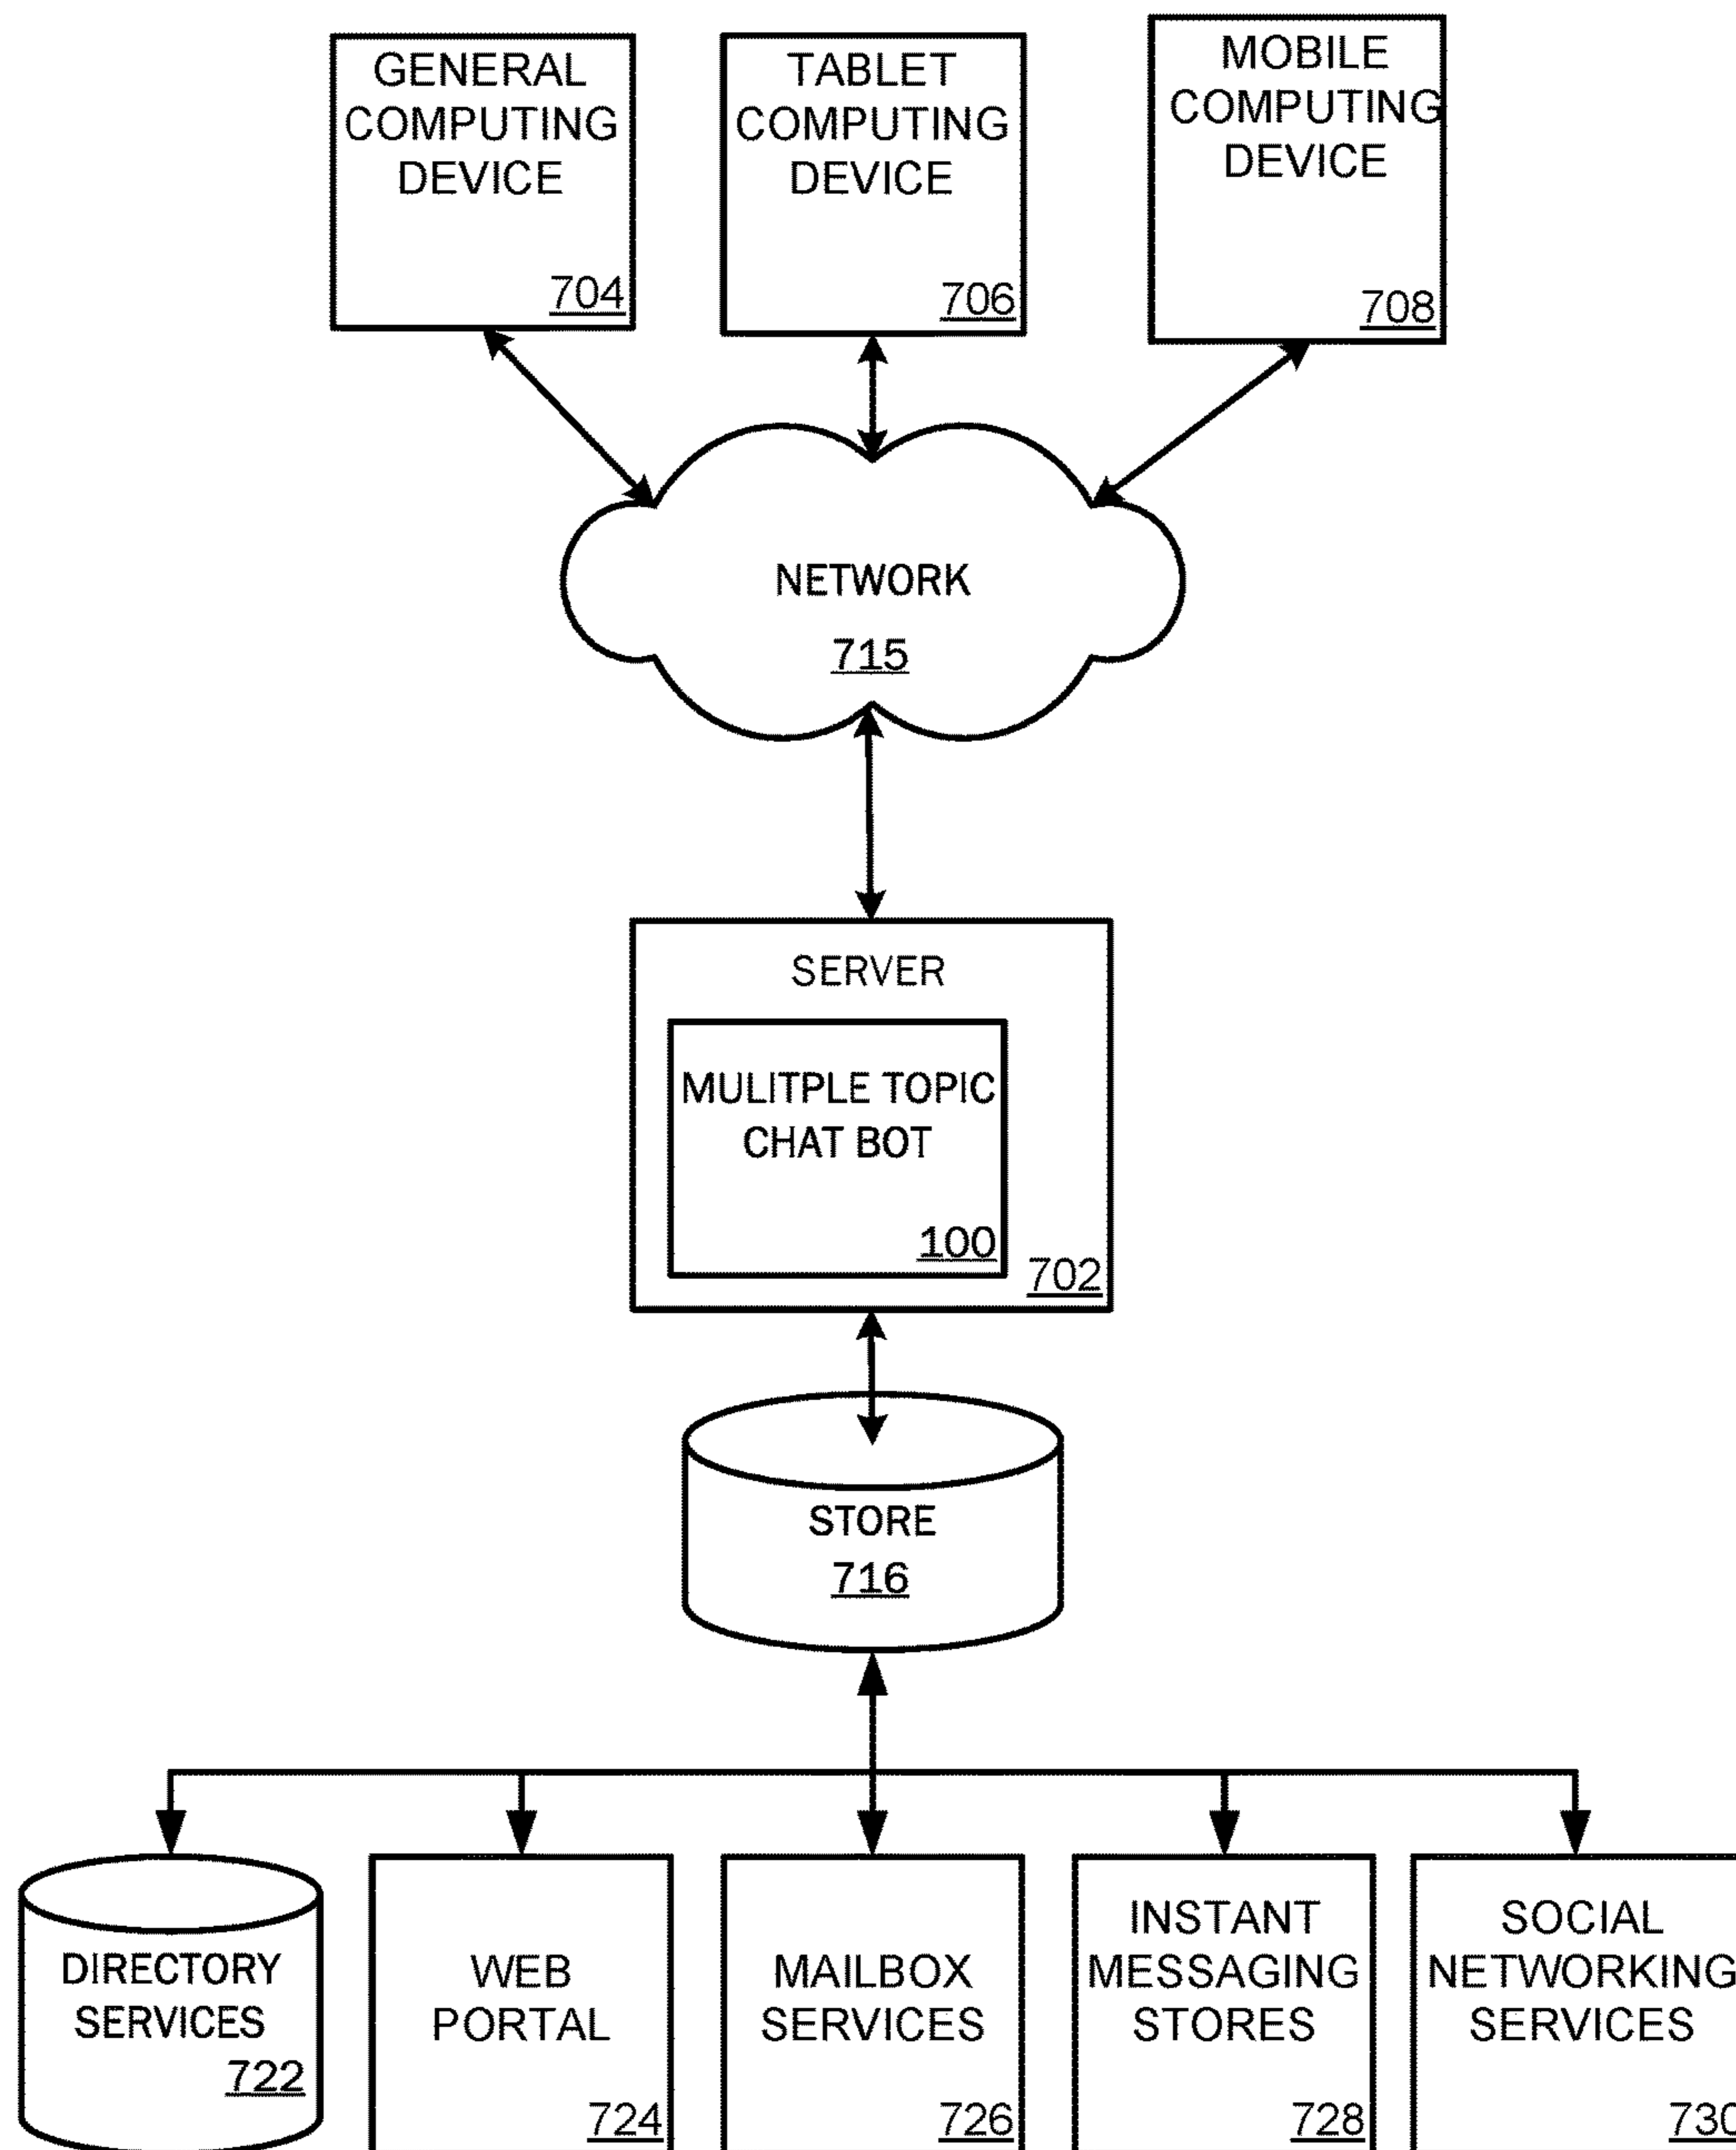 GENERAL
COMPUTING
DEVICE
704
TABLET
COMPUTING
DEVICE
706
MOBILE
COMPUTING
DEVICE
708
NETWORK
715
SERVER
MULITPLE TOPIC
CHAT BOT
100
702
STORE
716
DIRECTORY
SERVICES
722
WEB
PORTAL
724
MAILBOX
SERVICES
726
INSTANT
MESSAGING
STORES
728
SOCIAL
NETWORKING
SERVICES
730